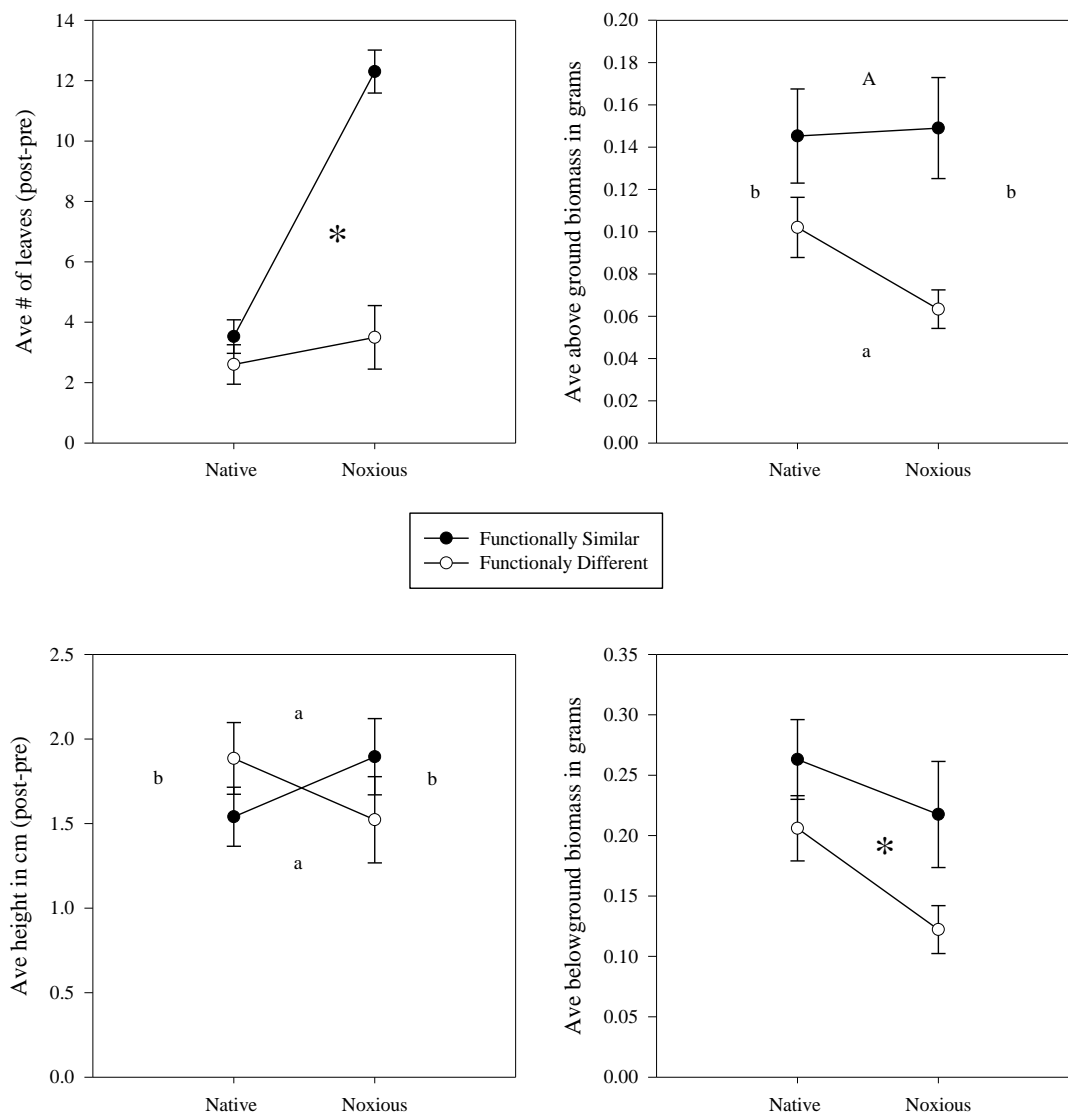 Ave # of leaves (post-pre)
14
12
10
8
6
4
2
0
*
Native Noxious
Ave above ground biomass in grams
0.20
0.18
0.16
0.14
0.12
0.10
0.08
0.06
0.04
0.02
0.00
A
b b
a
Native Noxious
Functionally Similar
Functionaly Different
Ave height in cm (post-pre)
2.5
2.0
1.5
1.0
0.5
0.0
a
b b
a
Native Noxious
Ave belowground biomass in grams
0.35
0.30
0.25
0.20
0.15
0.10
0.05
0.00
*
Native Noxious